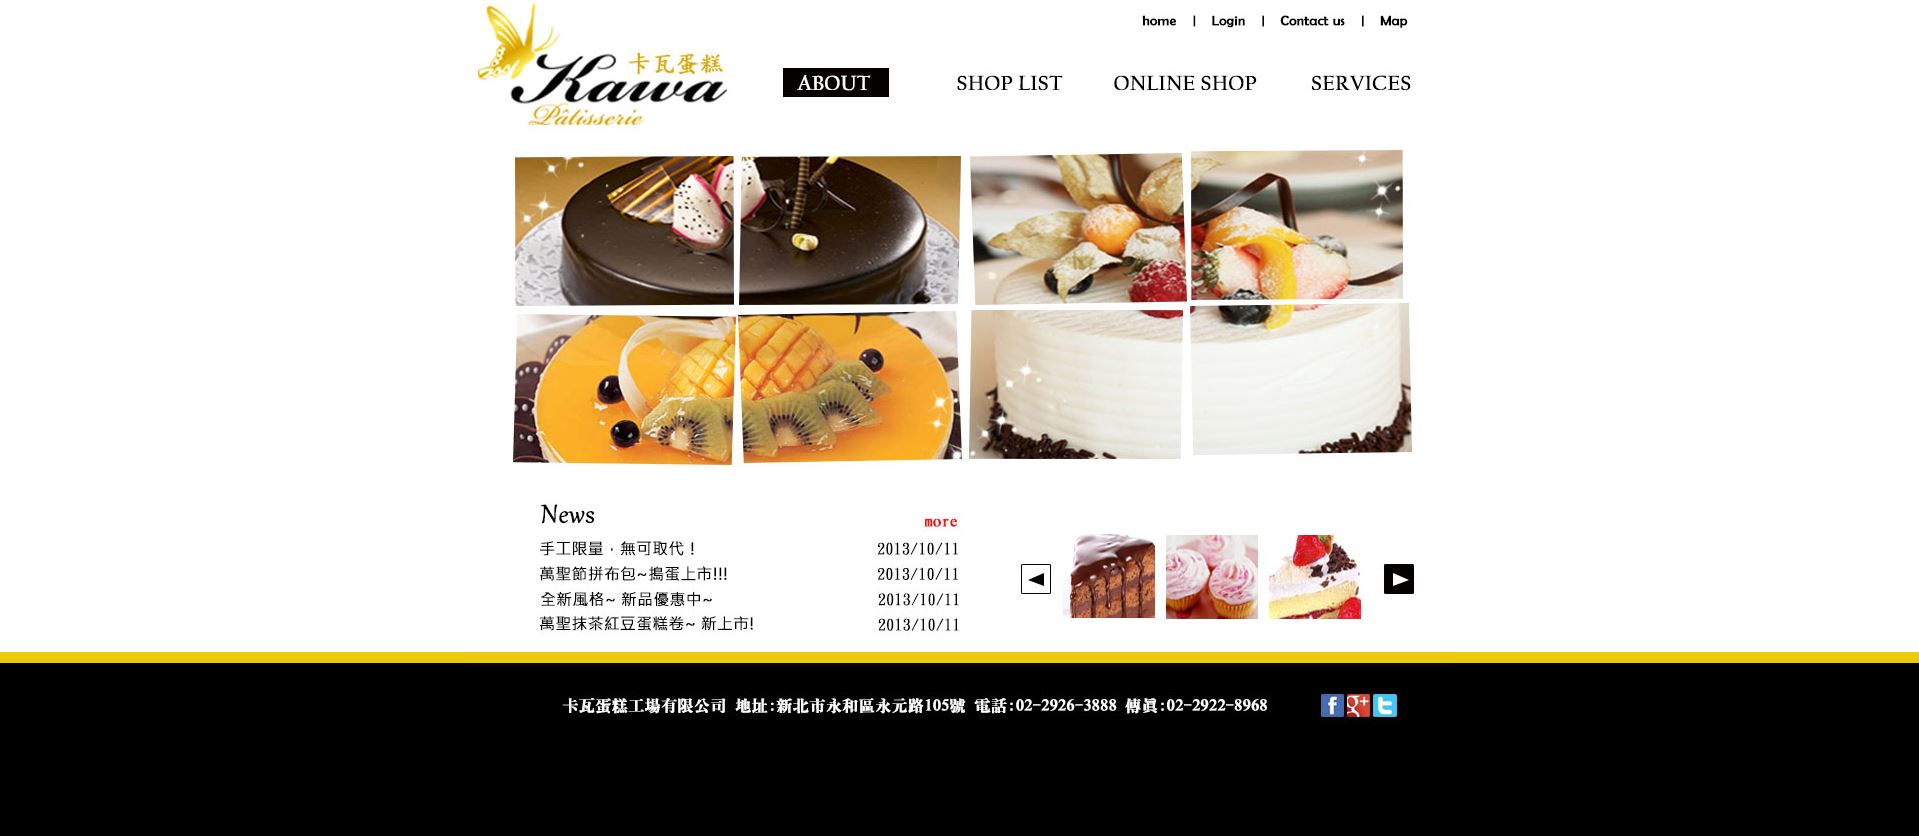 home | Login | Contact us | Map
卡瓦蛋糕
Kawa
Pâtisserie
ABOUT SHOP LIST ONLINE SHOP SERVICES
News more
手工限量,無可取代! 2013/10/11
萬聖節拼布包~搗蛋上市!!! 2013/10/11
全新風格~ 新品優惠中~ 2013/10/11
萬聖抹茶紅豆蛋糕卷~ 新上市! 2013/10/11
卡瓦蛋糕工場有限公司 地址:新北市永和區永元路105號 電話:02-2926-3888 傳真:02-2922-8968